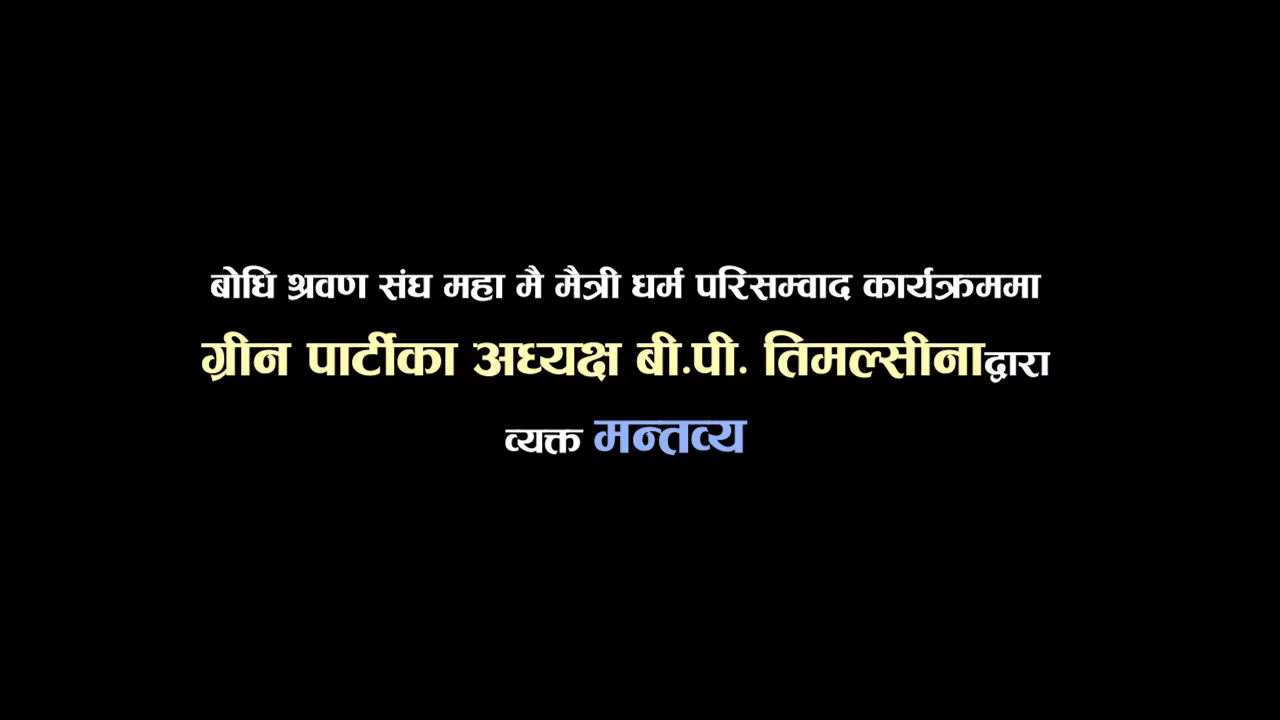 बोधि श्रवण संघ महा मै मैत्री धर्म परिसम्वाद कार्यक्रममा
ग्रीन पार्टीका अध्यक्ष बी.पी. तिमल्सीनाद्वारा
व्यक्त मन्तव्य